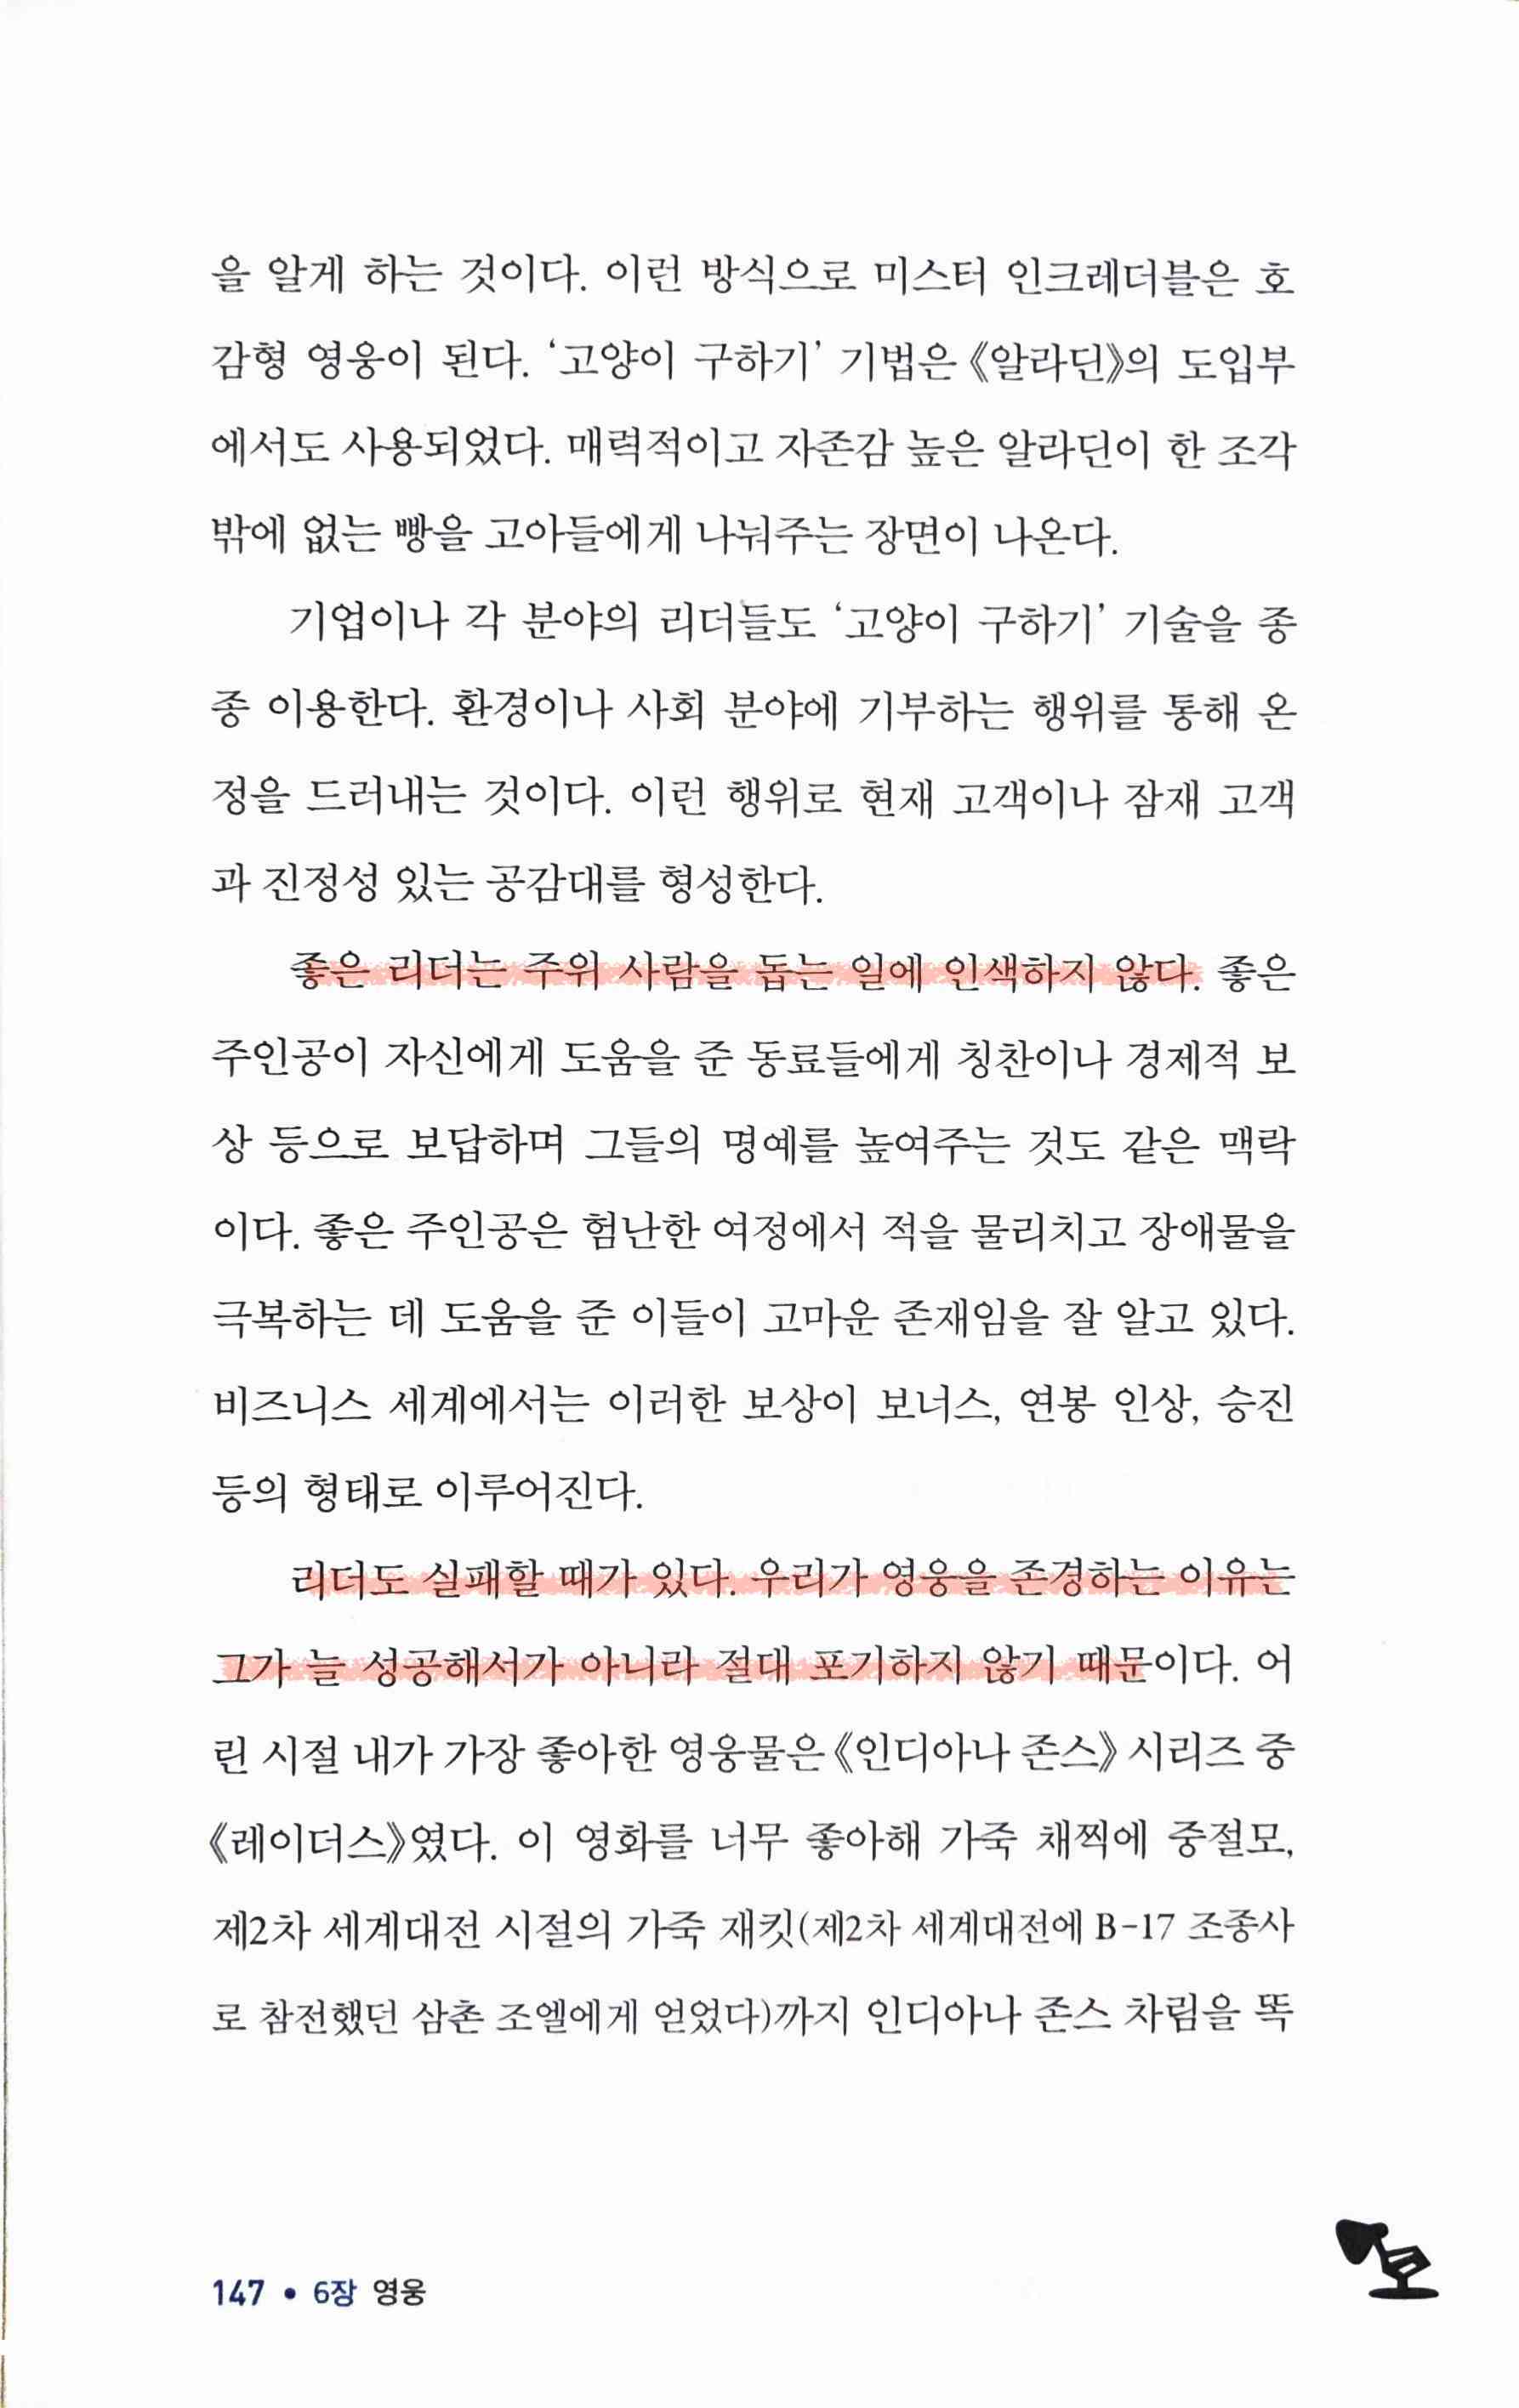 을 알게 하는 것이다. 이런 방식으로 미스터 인크레더블은 호
감형 영웅이 된다. ‘고양이 구하기’ 기법은 《알라딘》의 도입부
에서도 사용되었다. 매력적이고 자존감 높은 알라딘이 한 조각
밖에 없는 빵을 고아들에게 나눠주는 장면이 나온다.
기업이나 각 분야의 리더들도 ‘고양이 구하기’ 기술을 종
종 이용한다. 환경이나 사회 분야에 기부하는 행위를 통해 온
정을 드러내는 것이다. 이런 행위로 현재 고객이나 잠재 고객
과 진정성 있는 공감대를 형성한다.
좋은 리더는 주위 사람을 돕는 일에 인색하지 않다. 좋은
주인공이 자신에게 도움을 준 동료들에게 칭찬이나 경제적 보
상 등으로 보답하며 그들의 명예를 높여주는 것도 같은 맥락
이다. 좋은 주인공은 험난한 여정에서 적을 물리치고 장애물을
극복하는 데 도움을 준 이들이 고마운 존재임을 잘 알고 있다.
비즈니스 세계에서는 이러한 보상이 보너스, 연봉 인상, 승진
등의 형태로 이루어진다.
리더도 실패할 때가 있다. 우리가 영웅을 존경하는 이유는
그가 늘 성공해서가 아니라 절대 포기하지 않기 때문이다. 어
린 시절 내가 가장 좋아한 영웅물은 《인디아나 존스》 시리즈 중
《레이더스》였다. 이 영화를 너무 좋아해 가죽 채찍에 중절모,
제2차 세계대전 시절의 가죽 재킷(제2차 세계대전에 B-17 조종사
로 참전했던 삼촌 조엘에게 얻었다)까지 인디아나 존스 차림을 똑
147 • 6장 영웅